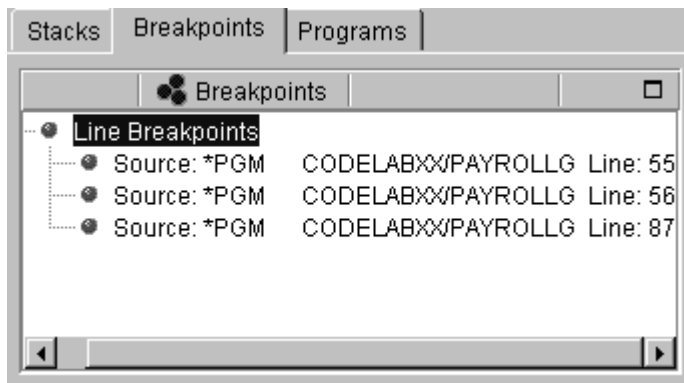 Stacks Breakpoints Programs
Breakpoints
Line Breakpoints
Source: *PGM CODELABXX/PAYROLLG Line: 55
Source: *PGM CODELABXX/PAYROLLG Line: 56
Source: *PGM CODELABXX/PAYROLLG Line: 87